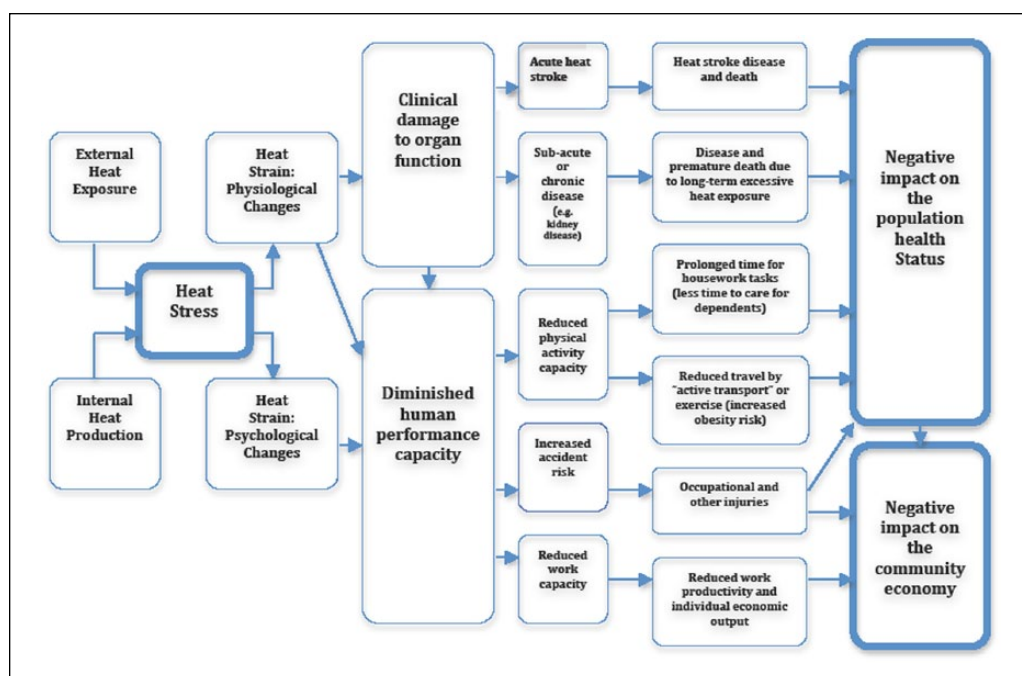 External
Heat
Exposure
Internal
Heat
Production
Heat
Stress
Heat
Strain:
Physiological
Changes
Heat
Strain:
Psychological
Changes
Clinical
damage
to organ
function
Diminished
human
performance
capacity
Acute heat
stroke
Sub-acute
or
chronic
disease
(e.g.
kidney
disease)
Reduced
physical
activity
capacity
Increased
accident
risk
Reduced
work
capacity
Heat stroke disease
and death
Disease and
premature death due
to long-term excessive
heat exposure
Prolonged time for
housework tasks
(less time to care for
dependents)
Reduced travel by
"active transport" or
exercise (increased
obesity risk)
Occupational and
other injuries
Reduced work
productivity and
individual economic
output
Negative
impact on
the
population
health
Status
Negative
impact on
the
community
economy